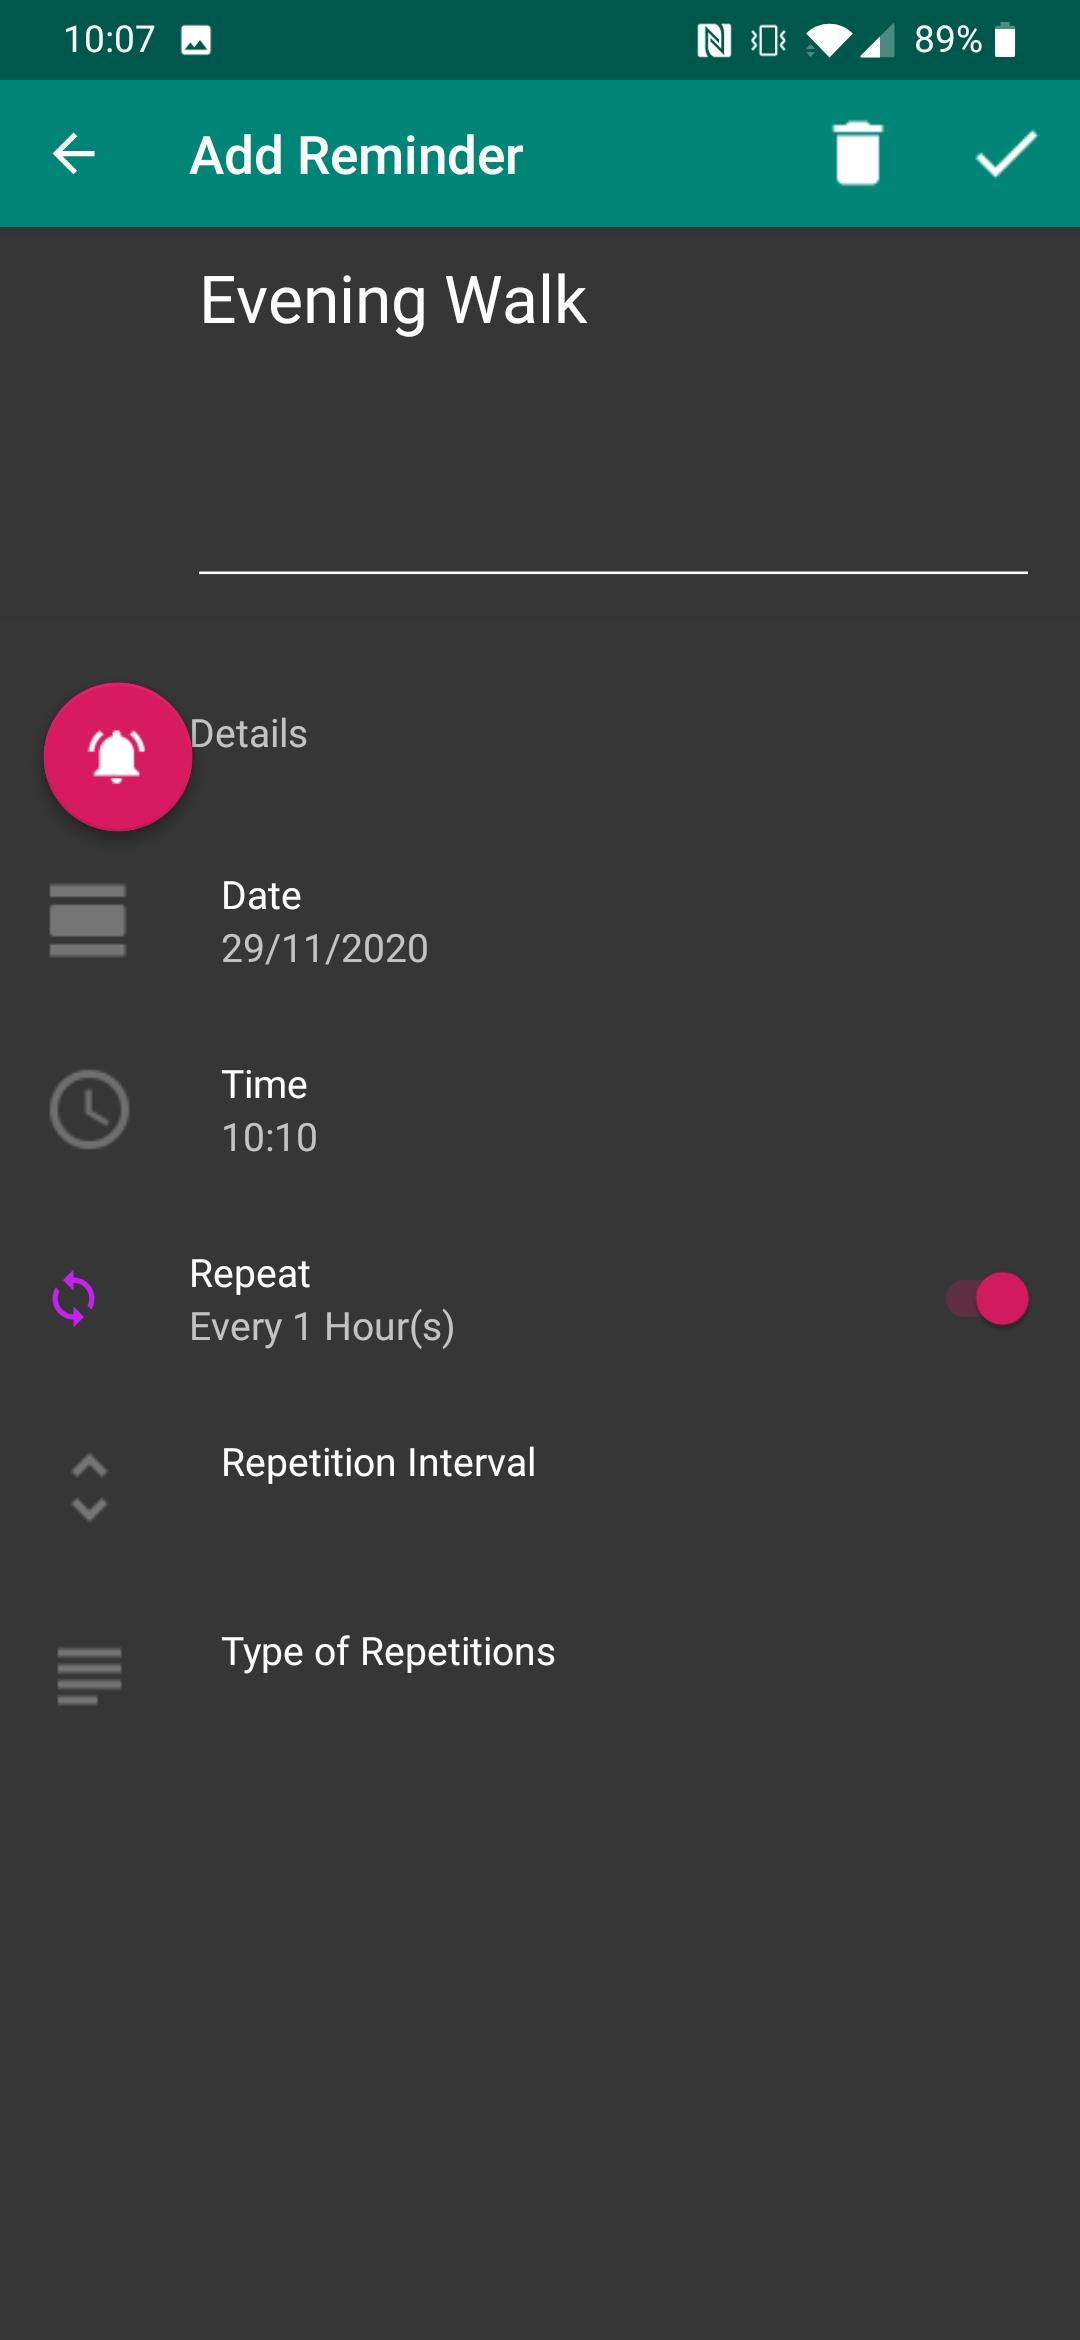 10:07 89%
Add Reminder
Evening Walk
Details
Date
29/11/2020
Time
10:10
Repeat
Every 1 Hour(s)
Repetition Interval
Type of Repetitions